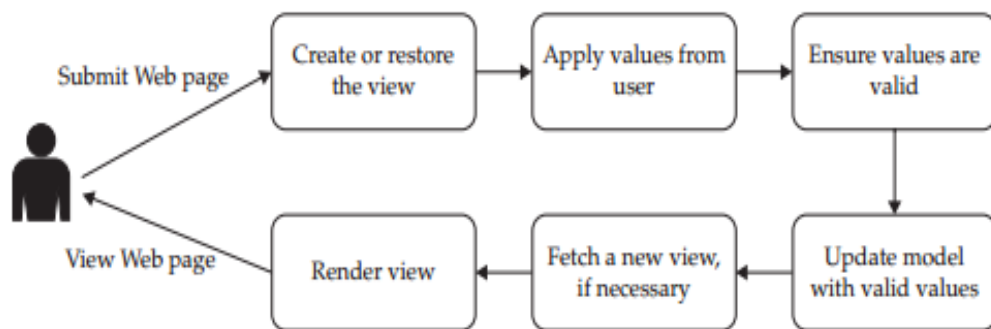 Submit Web page
Create or restore
the view
Apply values from
user
Ensure values are
valid
View Web page
Render view
Fetch a new view,
if necessary
Update model
with valid values